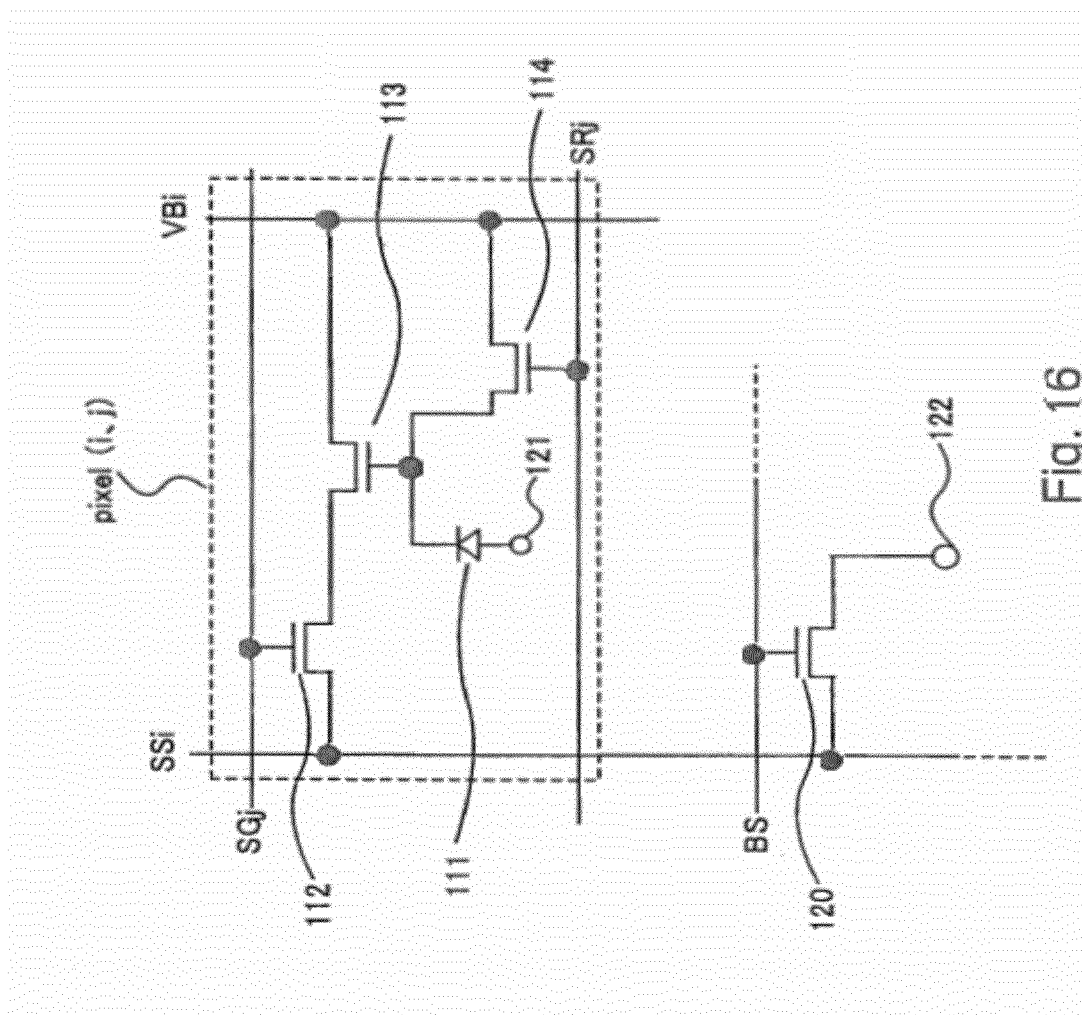 pixel (i、j)
VBi
SSi
SGj
113
114
SRj
112
111
121
BS
120
122
Fig. 16